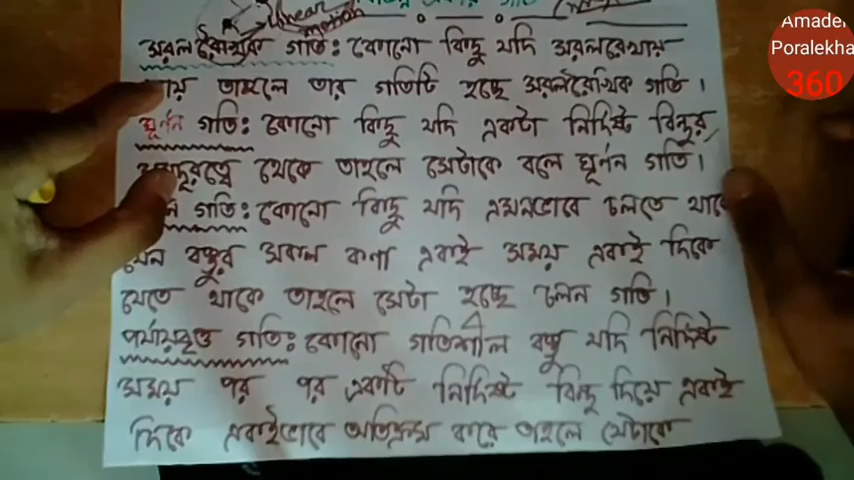 Linear
motion
Amader
Poralekha
360
সরলরৈখিক গতি: কোনো কিছু যদি সরলরেখায়
যায় তাহলে তার গতিটি হচ্ছে সরলরৈখিক গতি।
ঘূর্ণন গতি: কোনো কিছু যদি একটা নির্দিষ্ট বিন্দুর
সমদূরত্বে থেকে তাহলে সেটাকে বলে ঘূর্ণন গতি।
গতি: কোনো কিছু যদি এমনভাবে চলতে থাকে
যেন বস্তুর সকল কণা একই সময় একই দিকে
যেতে থাকে তাহলে সেটা হচ্ছে চলন গতি।
পর্যায়বৃত্ত গতি: কোনো গতিশীল বস্তু যদি নির্দিষ্ট
সময় পর পর একটি নির্দিষ্ট বিন্দু দিয়ে একই
দিকে একইভাবে অতিক্রম করে তাহলে সেটাকে